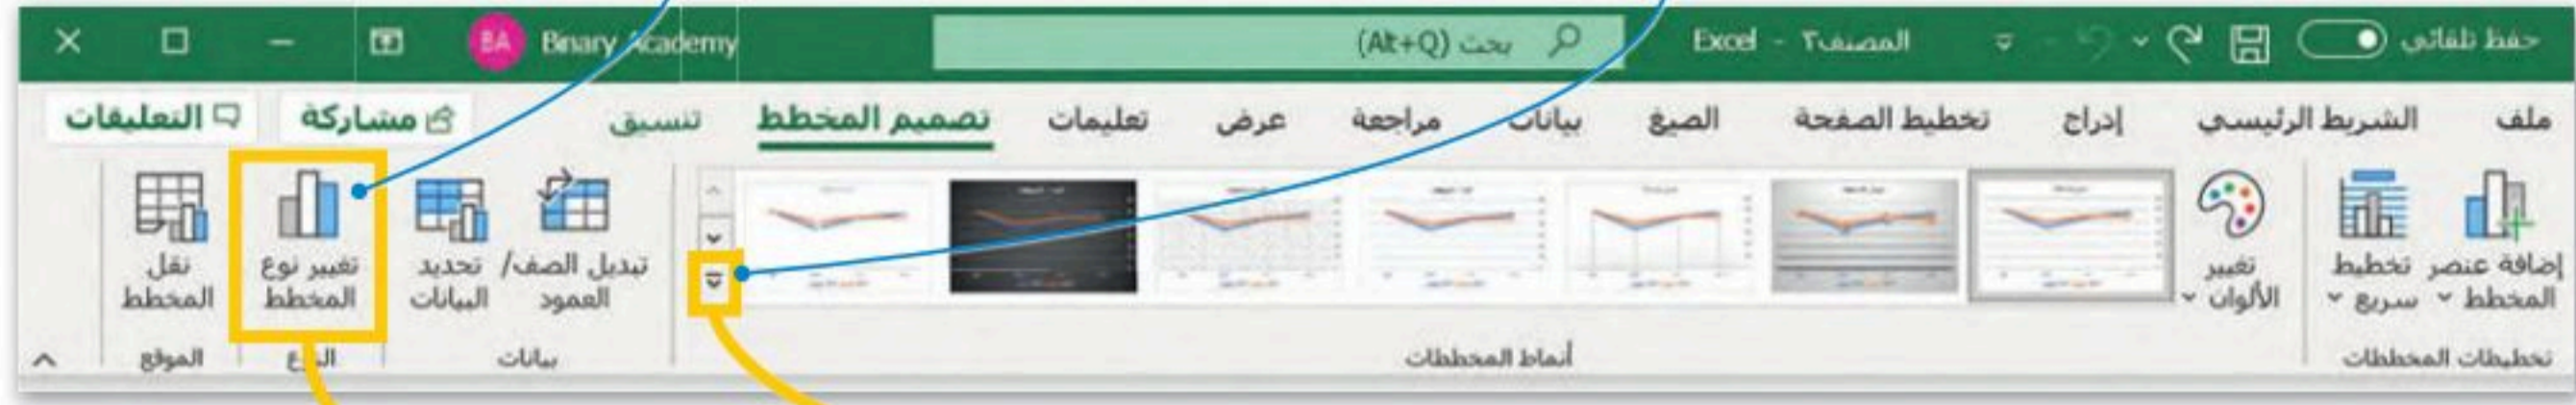 حفظ تلقائي
المصنف٢ - Excel
بحث (Alt+Q)
Binary Academy
BA
ملف
الشريط الرئيسي
إدراج
تخطيط الصفحة
الصيغ
بيانات
مراجعة
عرض
تعليمات
تصميم المخطط
تنسيق
مشاركة
التعليقات
إضافة عنصر
المخطط
تخطيط
سريع
تغيير
الألوان
تبديل الصف/
العمود
تحديد
البيانات
تغيير نوع
المخطط
نقل
المخطط
تخطيطات المخططات
أنماط المخططات
بيانات
النوع
الموقع